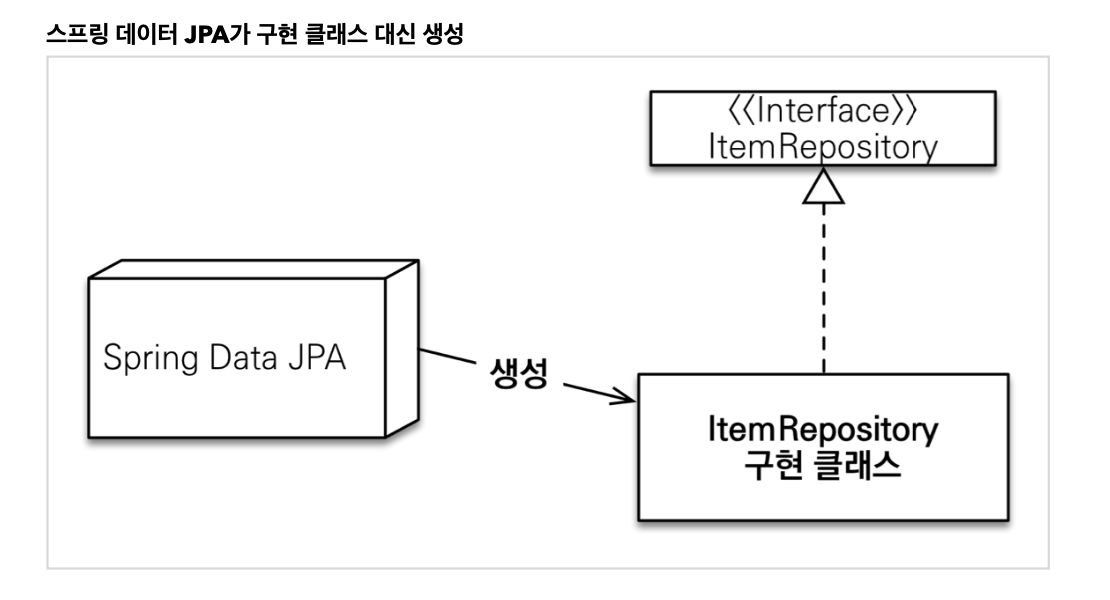 스프링 데이터 JPA가 구현 클래스 대신 생성
《Interface》
ItemRepository
Spring Data JPA
생성
ItemRepository
구현 클래스